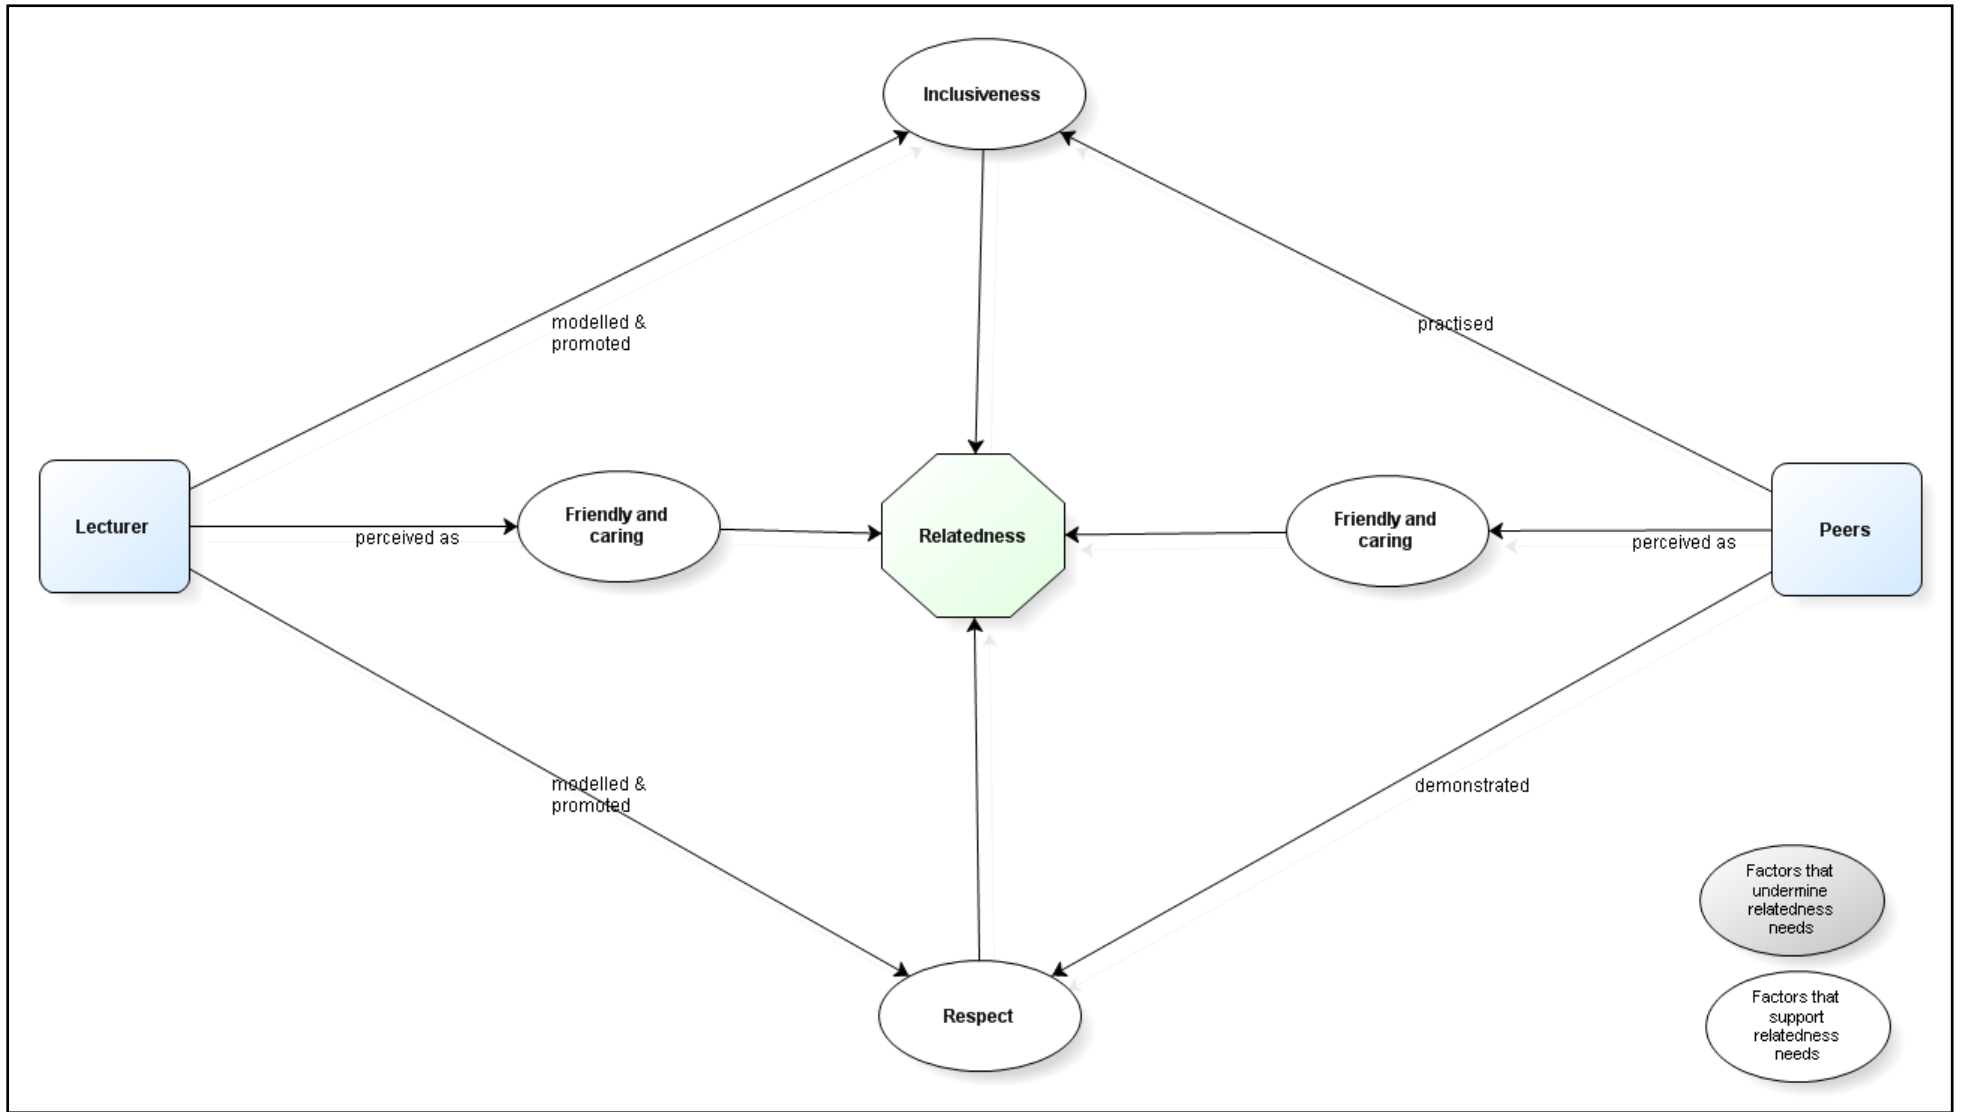 Inclusiveness
modelled &
promoted
practised
Lecturer
perceived as
Friendly and
caring
Relatedness
Friendly and
caring
perceived as
Peers
modelled &
promoted
demonstrated
Factors that
undermine
relatedness
needs
Respect
Factors that
support
relatedness
needs